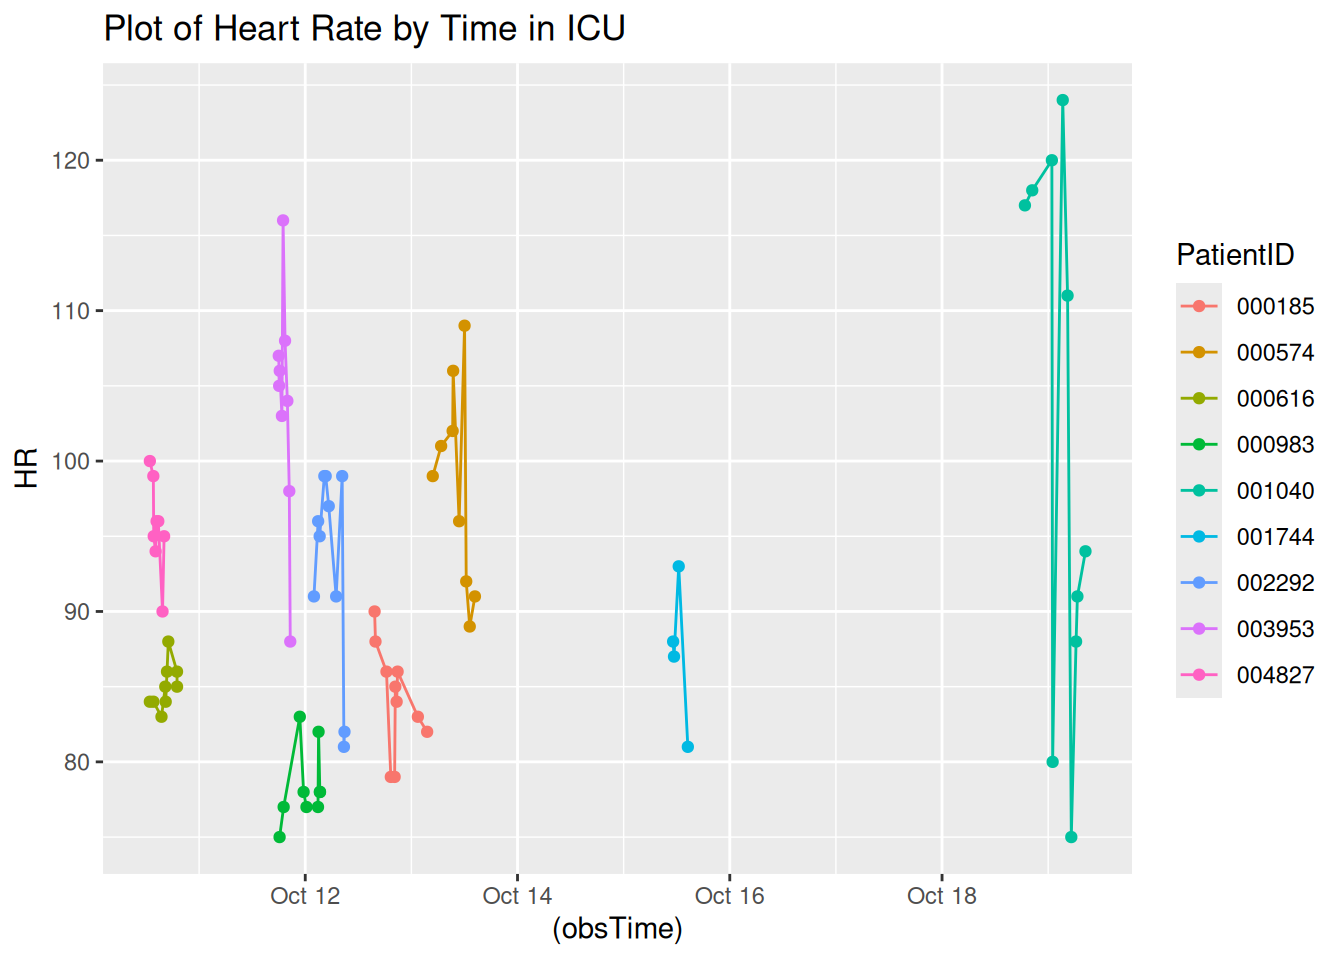 Plot of Heart Rate by Time in ICU
120
110
100
90
80
HR
Oct 12
Oct 14
Oct 16
Oct 18
(obsTime)
PatientID
000185
000574
000616
000983
001040
001744
002292
003953
004827